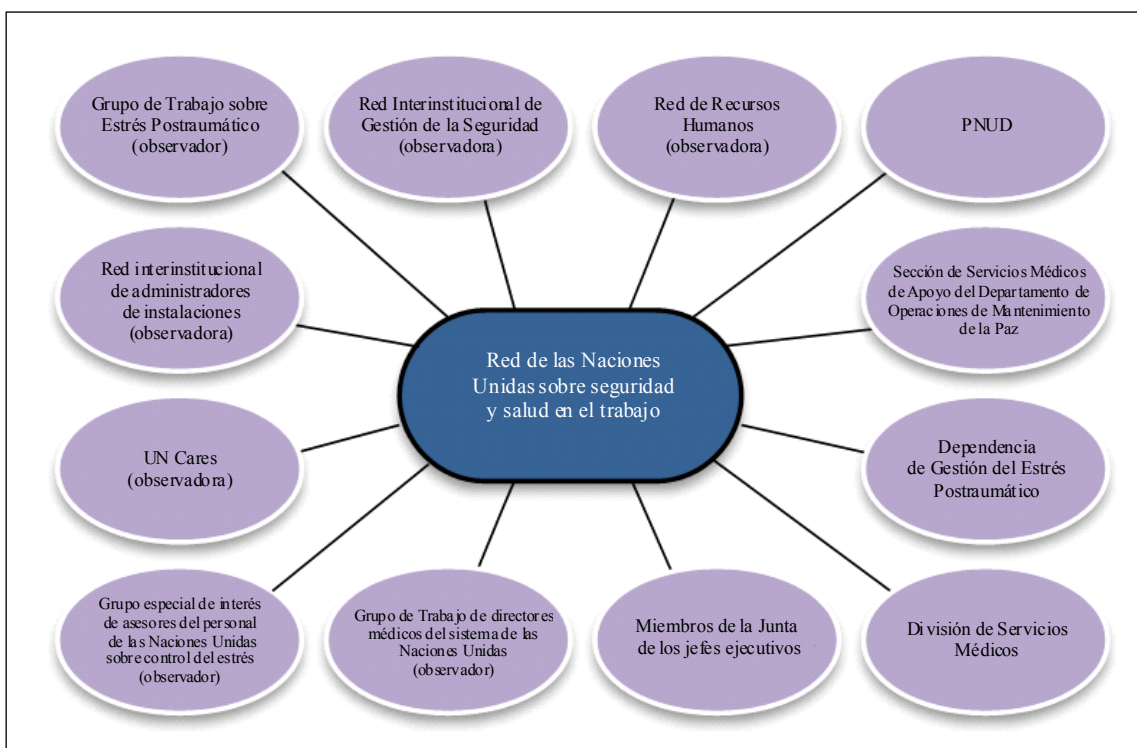 Grupo de Trabajo sobre
Estrés Postraumático
(observador)
Red Interinstitucional de
Gestión de la Seguridad
(observadora)
Red de Recursos
Humanos
(observadora)
PNUD
Red interinstitucional
de administradores
de instalaciones
(observadora)
Sección de Servicios Médicos
de Apoyo del Departamento de
Operaciones de Mantenimiento
de la Paz
Red de las Naciones
Unidas sobre seguridad
y salud en el trabajo
UN Cares
(observadora)
Dependencia
de Gestión del Estrés
Postraumático
Grupo especial de interés
de asesores del personal
de las Naciones Unidas
sobre control del estrés
(observador)
Grupo de Trabajo de directores
médicos del sistema de las
Naciones Unidas
(observador)
Miembros de la Junta
de los jefes ejecutivos
División de Servicios
Médicos